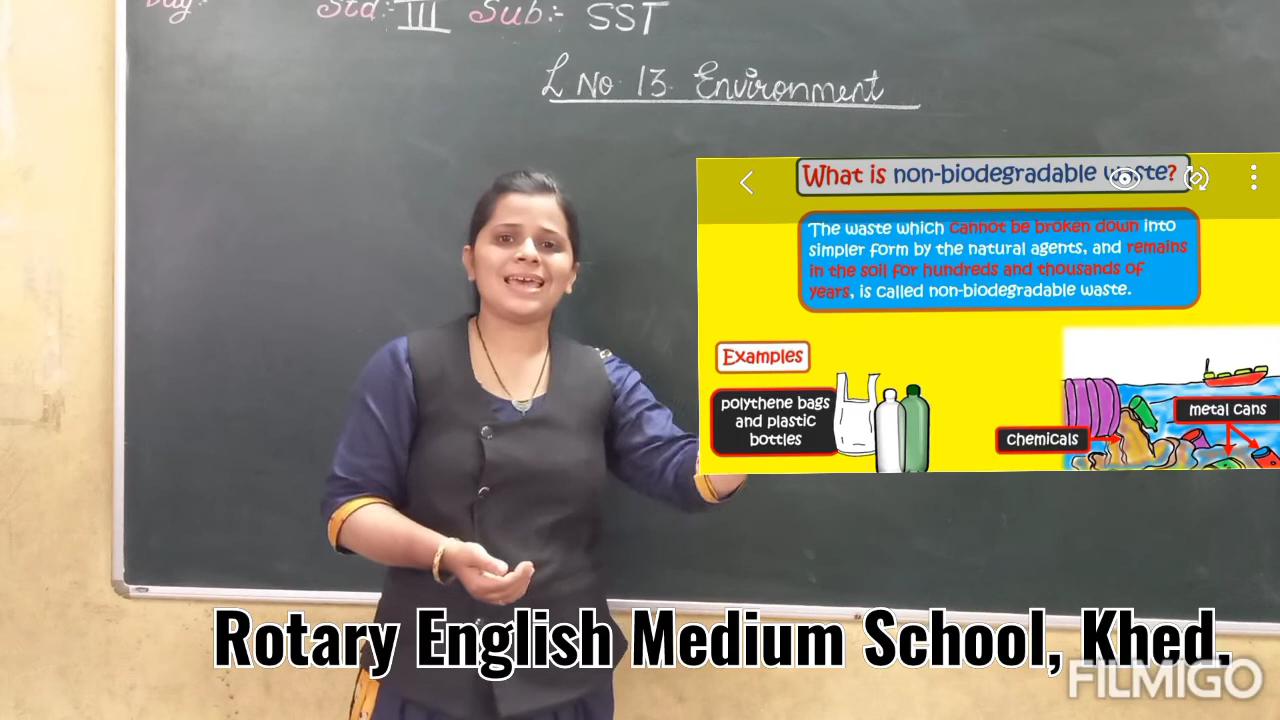 Day:-
Std:- III Sub:- SST
L No. 13 Environment
What is non-biodegradable waste?
The waste which cannot be broken down into
simpler form by the natural agents, and remains
in the soil for hundreds and thousands of
years, is called non-biodegradable waste.
Examples
polythene bags
and plastic
bottles
chemicals
metal cans
Rotary English Medium School, Khed.
FILMIGO